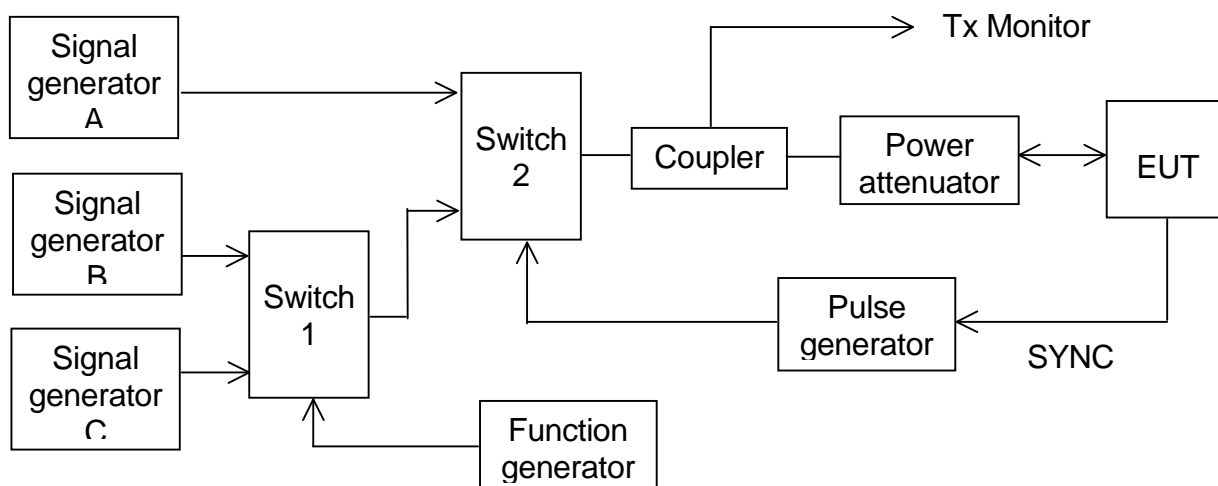 Signal
generator
A
Signal
generator
B
Signal
generator
C
Switch
1
Switch
2
Function
generator
Coupler
Tx Monitor
Power
attenuator
EUT
Pulse
generator
SYNC